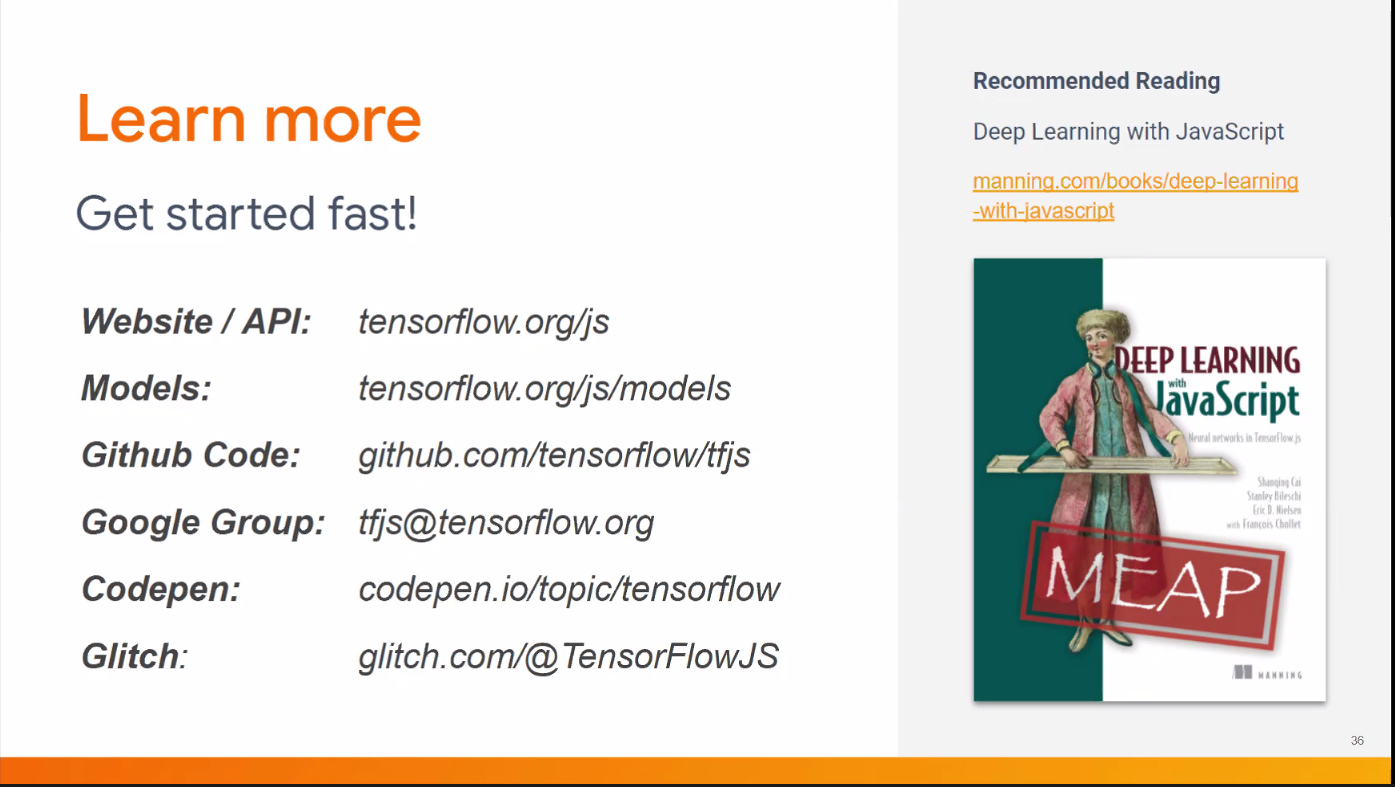 Learn more
Get started fast!
Website / API: tensorflow.org/js
Models: tensorflow.org/js/models
Github Code: github.com/tensorflow/tfjs
Google Group: tfjs@tensorflow.org
Codepen: codepen.io/topic/tensorflow
Glitch: glitch.com/@TensorFlowJS
Recommended Reading
Deep Learning with JavaScript
manning.com/books/deep-learning
-with-javascript
DEEP LEARNING
with
JavaScript
Neural networks in TensorFlow.js
Shanqing Cai
Stanley Bileschi
Eric D. Nielsen
with François Chollet
MEAP
MANNING
36